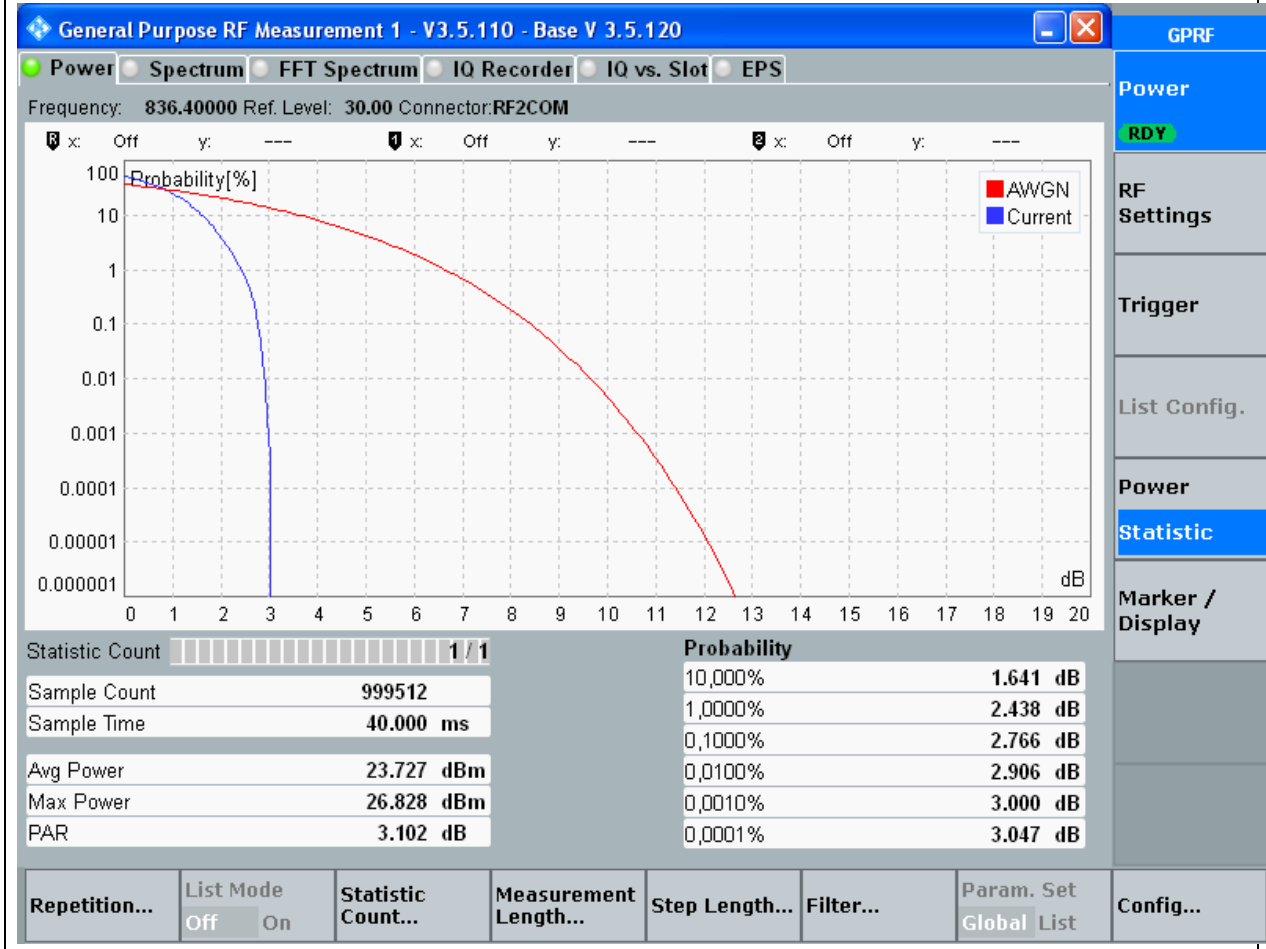 General Purpose RF Measurement 1 - V3.5.110 - Base V 3.5.120
GPRF
Power Spectrum FFT Spectrum IQ Recorder IQ vs. Slot EPS
Frequency: 836.40000 Ref. Level: 30.00 Connector:RF2COM
R x: Off y: --- 1 x: Off y: --- 2 x: Off y: ---
Probability[%]
AWGN
Current
100
10
1
0.1
0.01
0.001
0.0001
0.00001
0.000001
dB
0 1 2 3 4 5 6 7 8 9 10 11 12 13 14 15 16 17 18 19 20
Statistic Count 1 / 1
Sample Count 999512
Sample Time 40.000 ms
Avg Power 23.727 dBm
Max Power 26.828 dBm
PAR 3.102 dB
Probability
10,000% 1.641 dB
1,0000% 2.438 dB
0,1000% 2.766 dB
0,0100% 2.906 dB
0,0010% 3.000 dB
0,0001% 3.047 dB
Power
RDY
RF
Settings
Trigger
List Config.
Power
Statistic
Marker /
Display
Repetition...
List Mode
Off On
Statistic
Count...
Measurement
Length...
Step Length...
Filter...
Param. Set
Global List
Config...